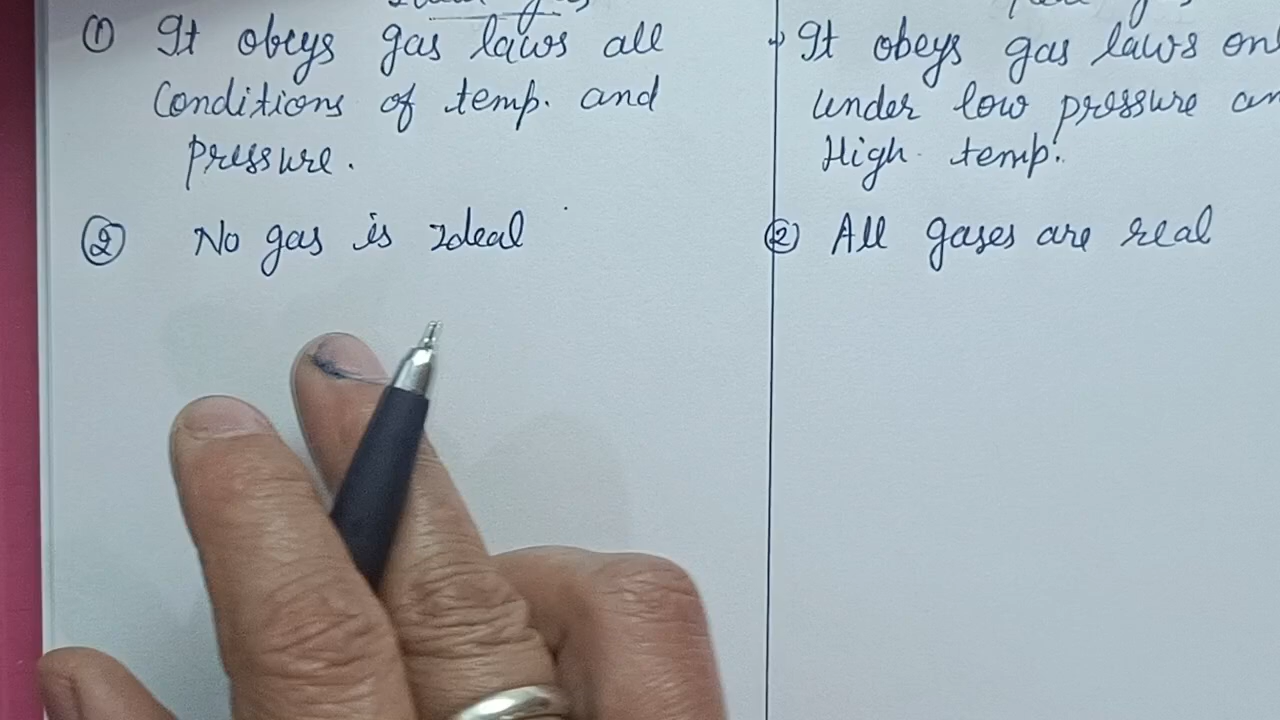 ① It obeys gas laws all
Conditions of temp. and
pressure.
② No gas is Ideal
It obeys gas laws
under low pressure
High temp.
② All gases are real